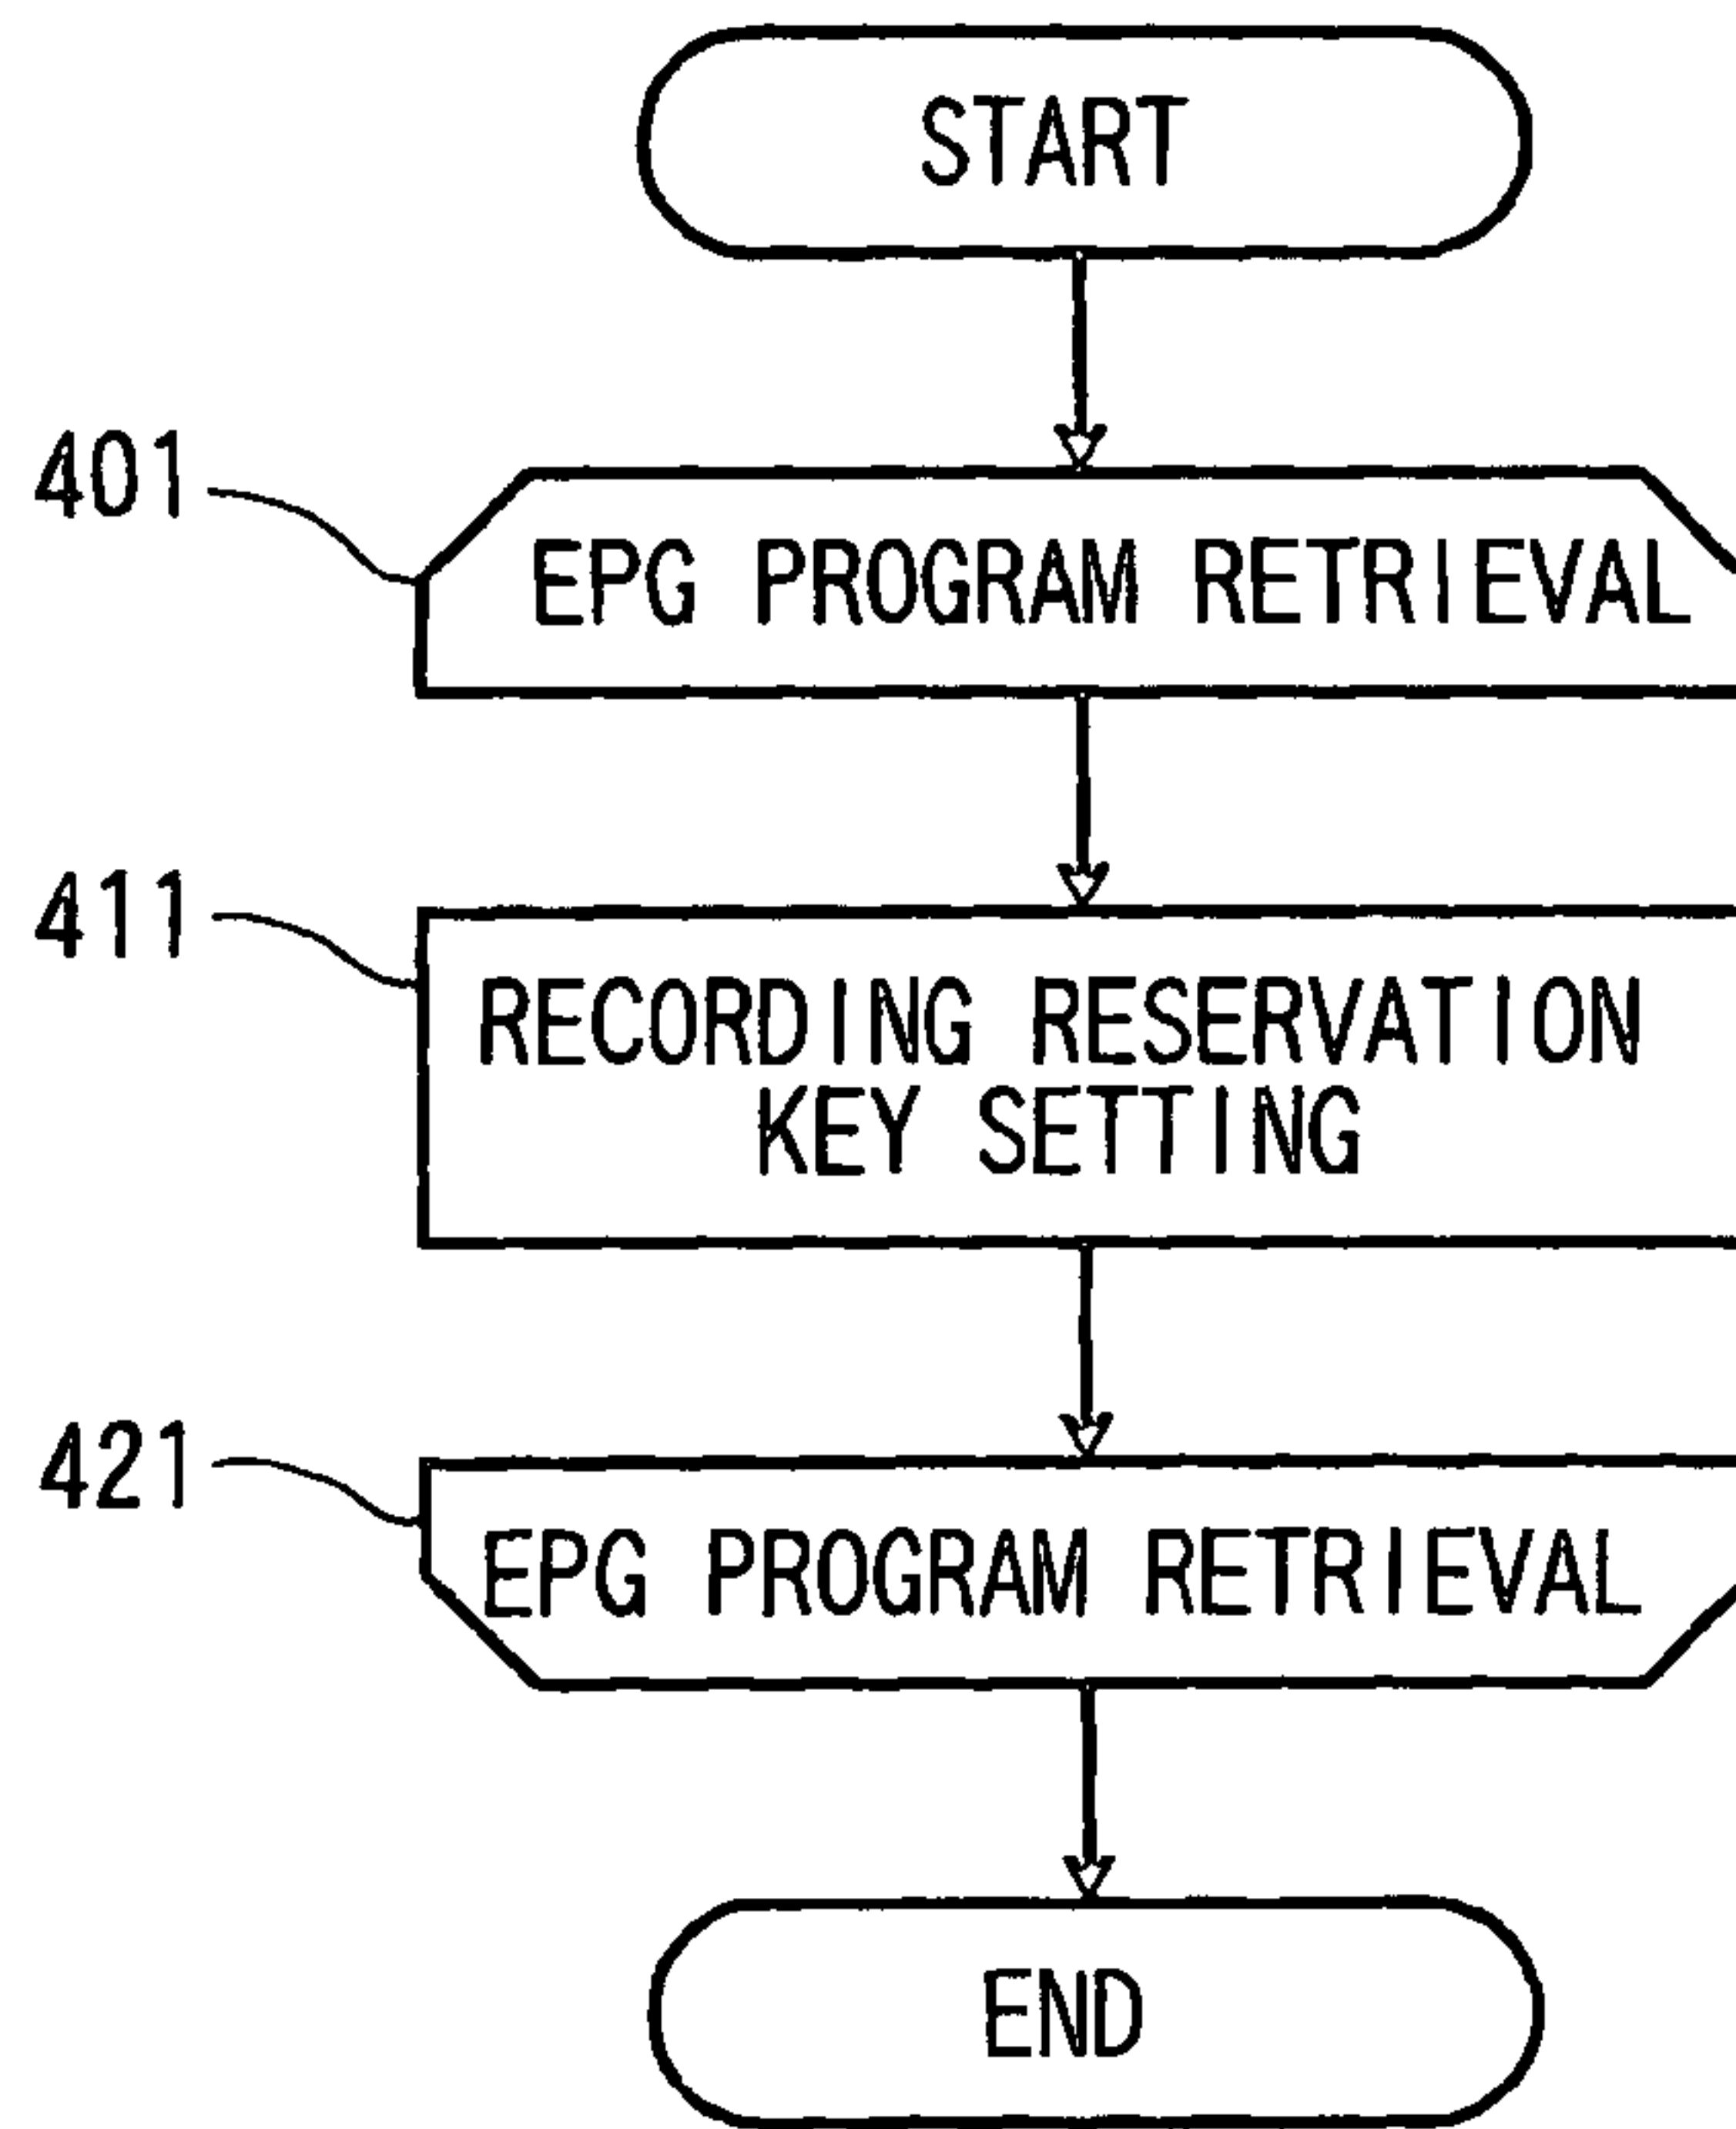 START
401
EPG PROGRAM RETRIEVAL
411
RECORDING RESERVATION
KEY SETTING
421
EPG PROGRAM RETRIEVAL
END